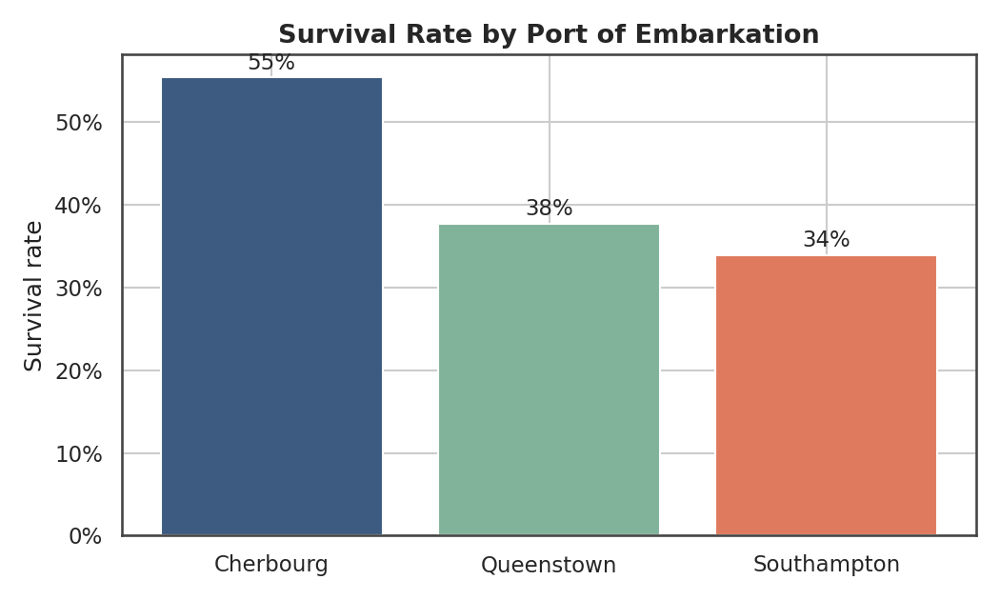 Survival Rate by Port of Embarkation
55%
38%
34%
Survival rate
50%
40%
30%
20%
10%
0%
Cherbourg
Queenstown
Southampton